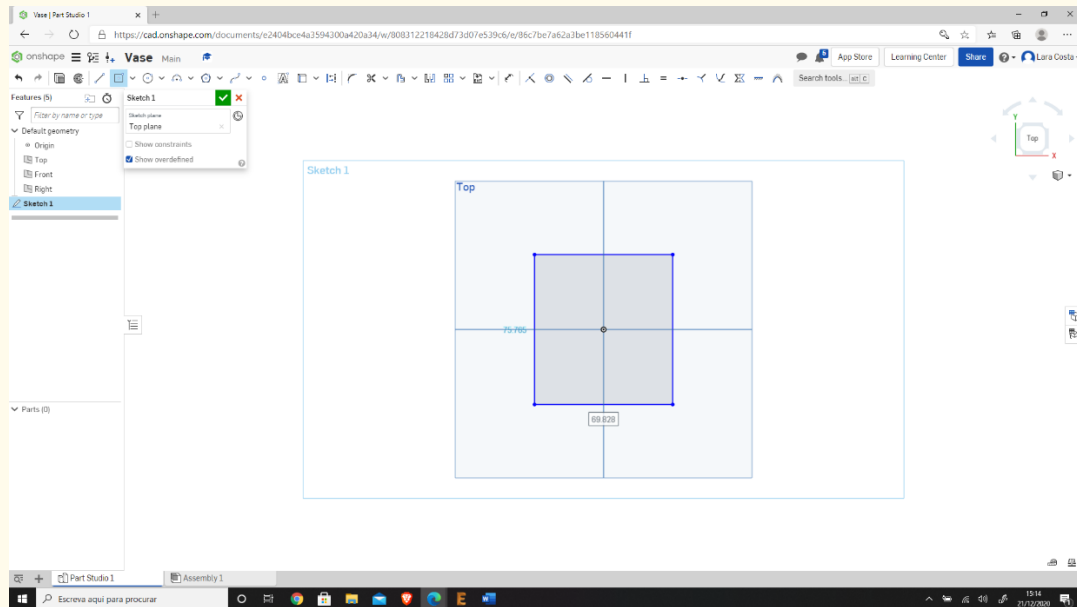 Vase | Part Studio 1
https://cad.onshape.com/documents/e2404bce4a3594300a420a34/w/808312218428d73d07e539c6/e/86c7be7a62a3be118560441f
onshape Vase Main App Store Learning Center Share Lara Costa
Search tools... alt C
Features (5)
Filter by name or type
Default geometry
Origin
Top
Front
Right
Sketch 1
Parts (0)
Sketch 1
Sketch plane
Top plane
Show constraints
Show overdefined
Sketch 1
Top
75.765
69.828
Y
Top
X
Part Studio 1 Assembly 1
Escreva aqui para procurar
15:14
21/12/2020